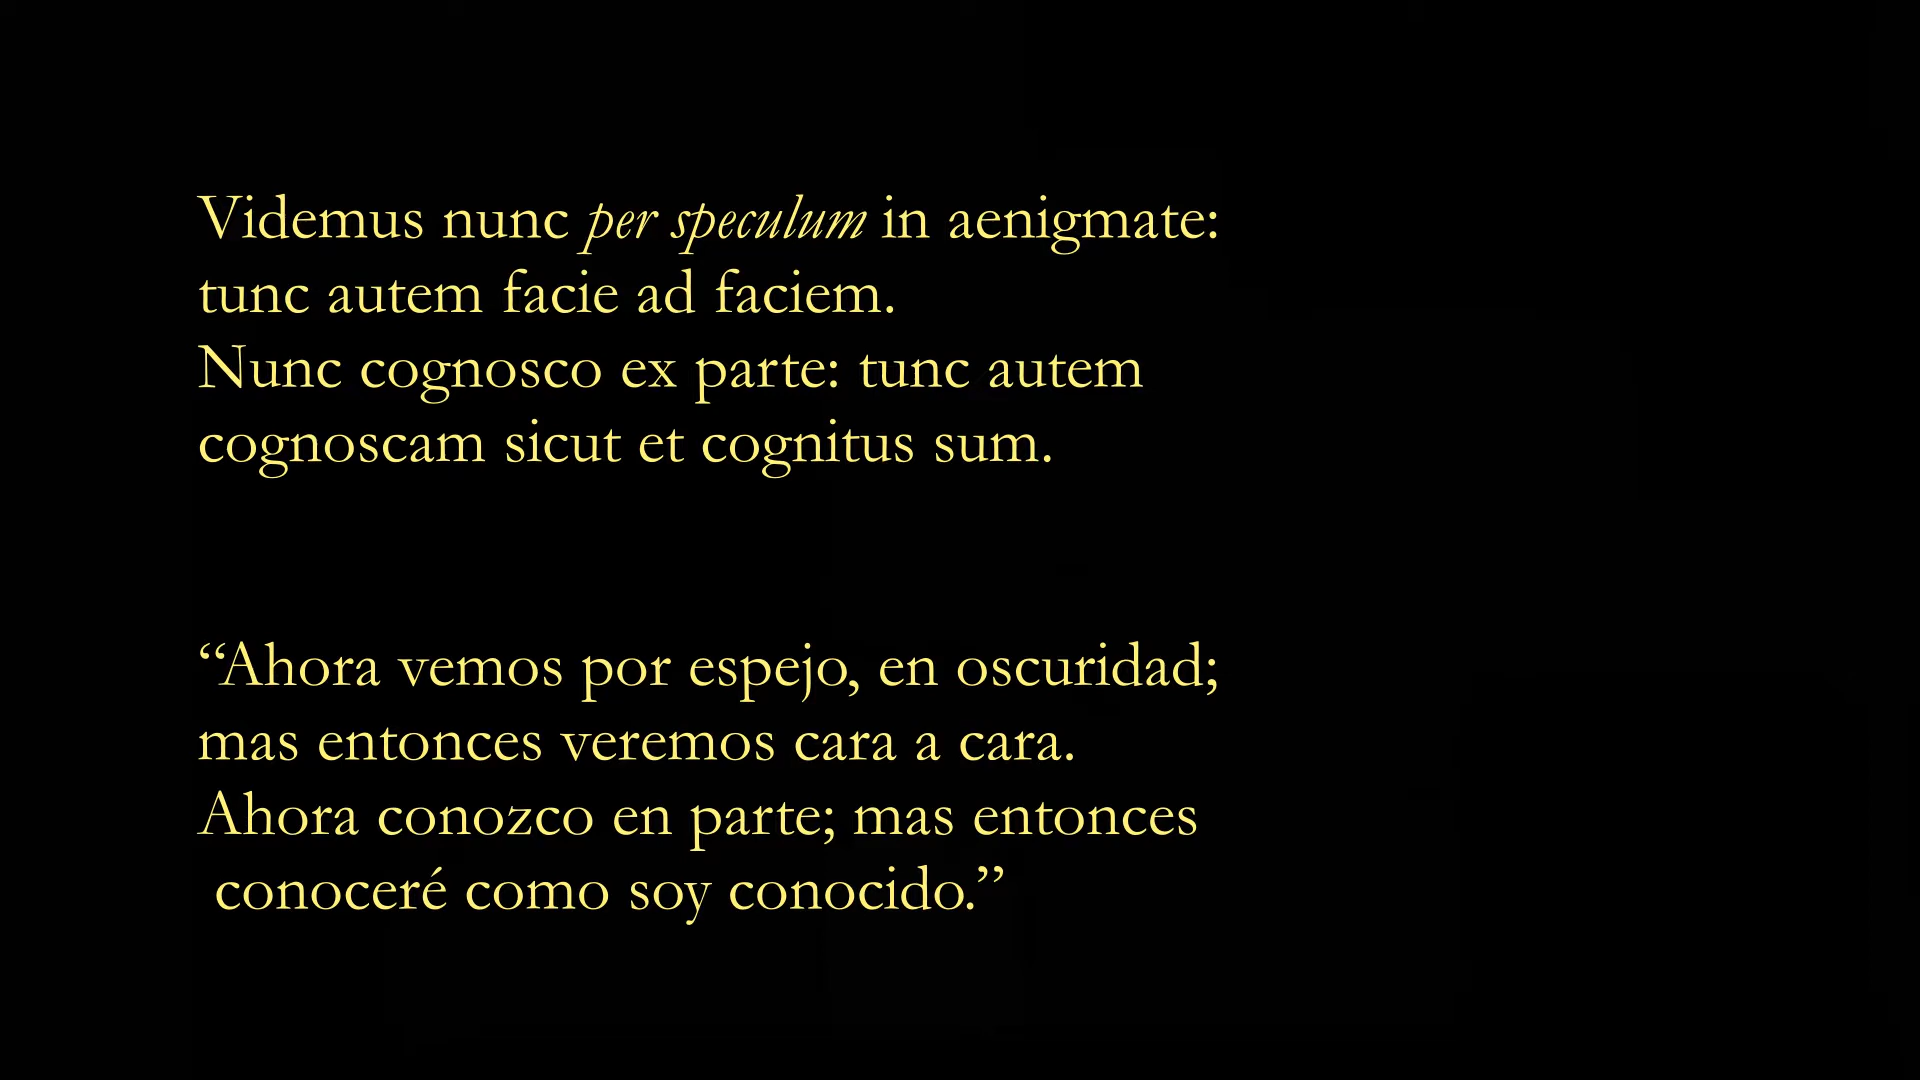 Videmus nunc per speculum in aenigmate:
tunc autem facie ad faciem.
Nunc cognosco ex parte: tunc autem
cognoscam sicut et cognitus sum.
“Ahora vemos por espejo, en oscuridad;
mas entonces veremos cara a cara.
Ahora conozco en parte; mas entonces
conoceré como soy conocido.”